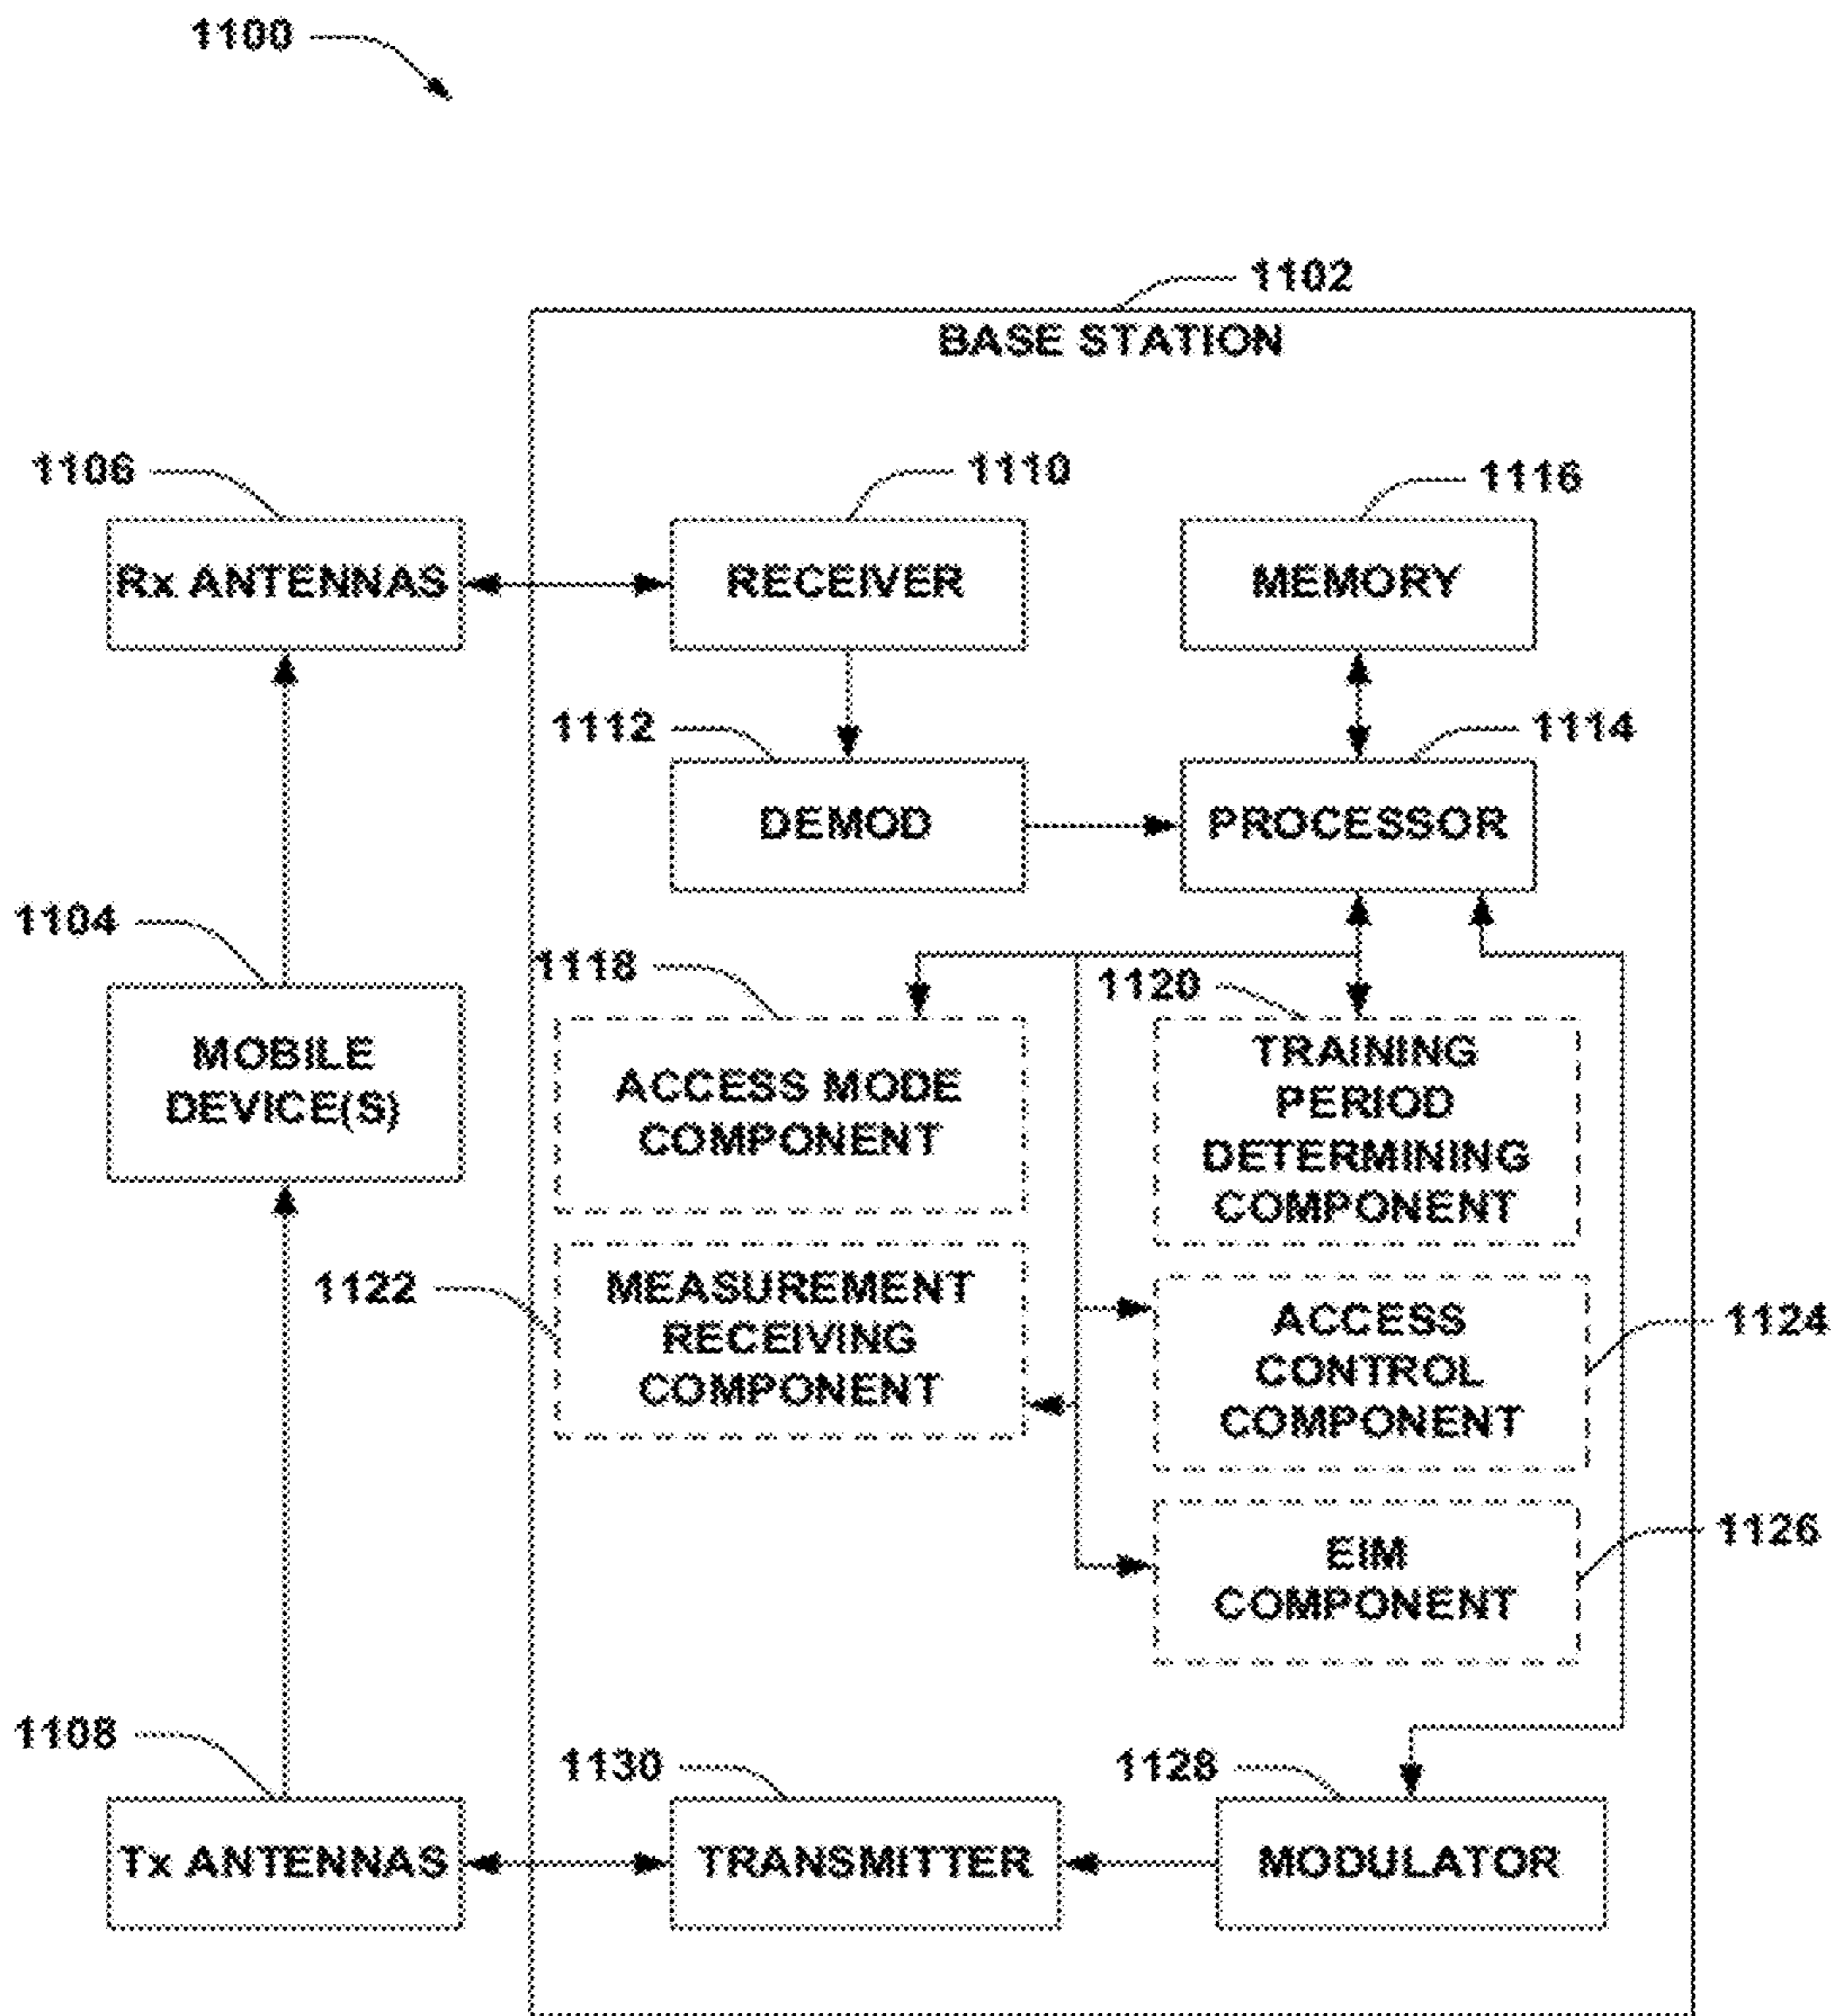 1100
1102
BASE STATION
1106
1110
1116
Rx ANTENNAS
RECEIVER
MEMORY
1112
1114
DEMOD
PROCESSOR
1104
1118
1120
MOBILE
DEVICE(S)
ACCESS MODE
COMPONENT
TRAINING
PERIOD
DETERMINING
COMPONENT
1122
MEASUREMENT
RECEIVING
COMPONENT
ACCESS
CONTROL
COMPONENT
1124
EIM
COMPONENT
1126
1108
1130
1128
Tx ANTENNAS
TRANSMITTER
MODULATOR